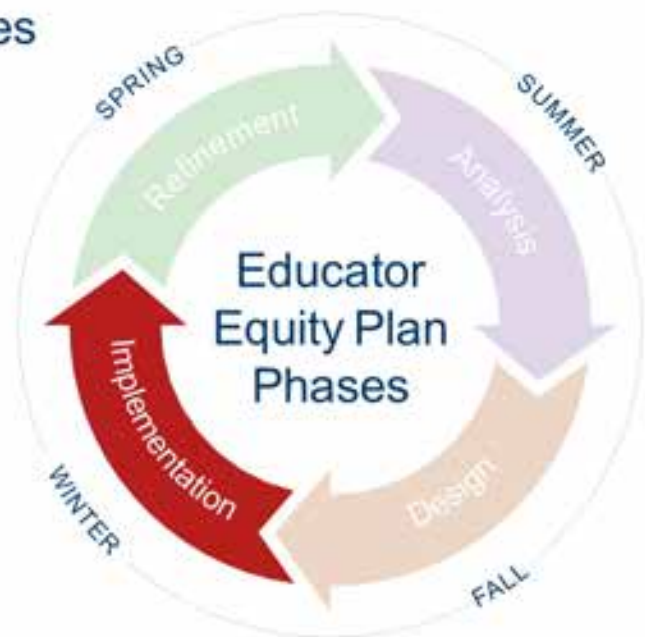 es
SPRING
SUMMER
Refinement
Analysis
Educator
Equity Plan
Phases
Implementation
Design
WINTER
FALL